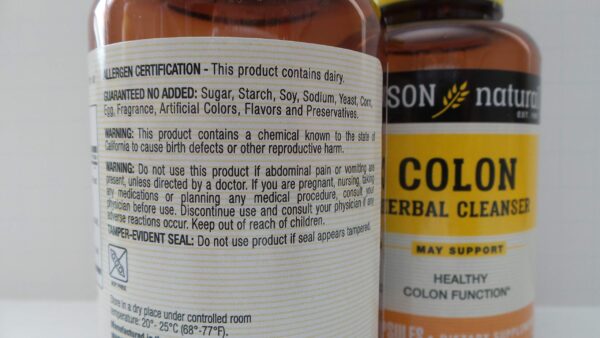 ALLERGEN CERTIFICATION - This product contains dairy.
GUARANTEED NO ADDED: Sugar, Starch, Soy, Sodium, Yeast, Corn,
Egg, Fragrance, Artificial Colors, Flavors and Preservatives.
WARNING: This product contains a chemical known to the state of
California to cause birth defects or other reproductive harm.
WARNING: Do not use this product if abdominal pain or vomiting are
present, unless directed by a doctor. If you are pregnant, nursing, taking
any medications or planning any medical procedure, consult your
physician before use. Discontinue use and consult your physician if any
adverse reactions occur. Keep out of reach of children.
TAMPER-EVIDENT SEAL: Do not use product if seal appears tampered.
Store in a dry place under controlled room
temperature: 20°- 25°C (68°-77°F).
Manufactured in
SON natural
EST.
COLON
HERBAL CLEANSER
MAY SUPPORT
HEALTHY
COLON FUNCTION*